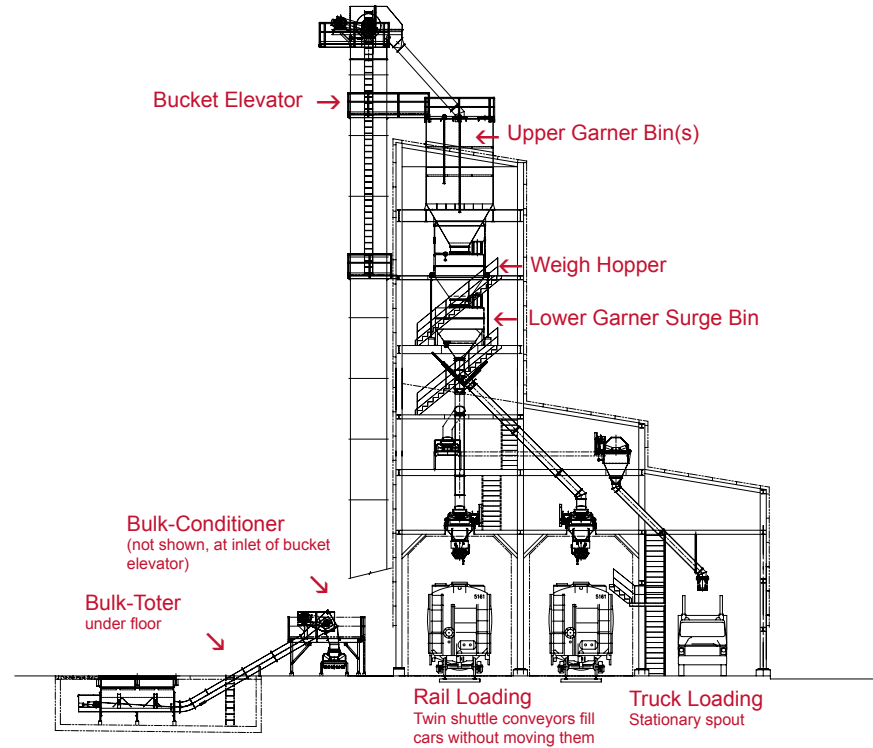 Bucket Elevator
Upper Garner Bin(s)
Weigh Hopper
Lower Garner Surge Bin
Bulk-Conditioner
(not shown, at inlet of bucket
elevator)
Bulk-Toter
under floor
5161
5161
Rail Loading
Twin shuttle conveyors fill
cars without moving them
Truck Loading
Stationary spout